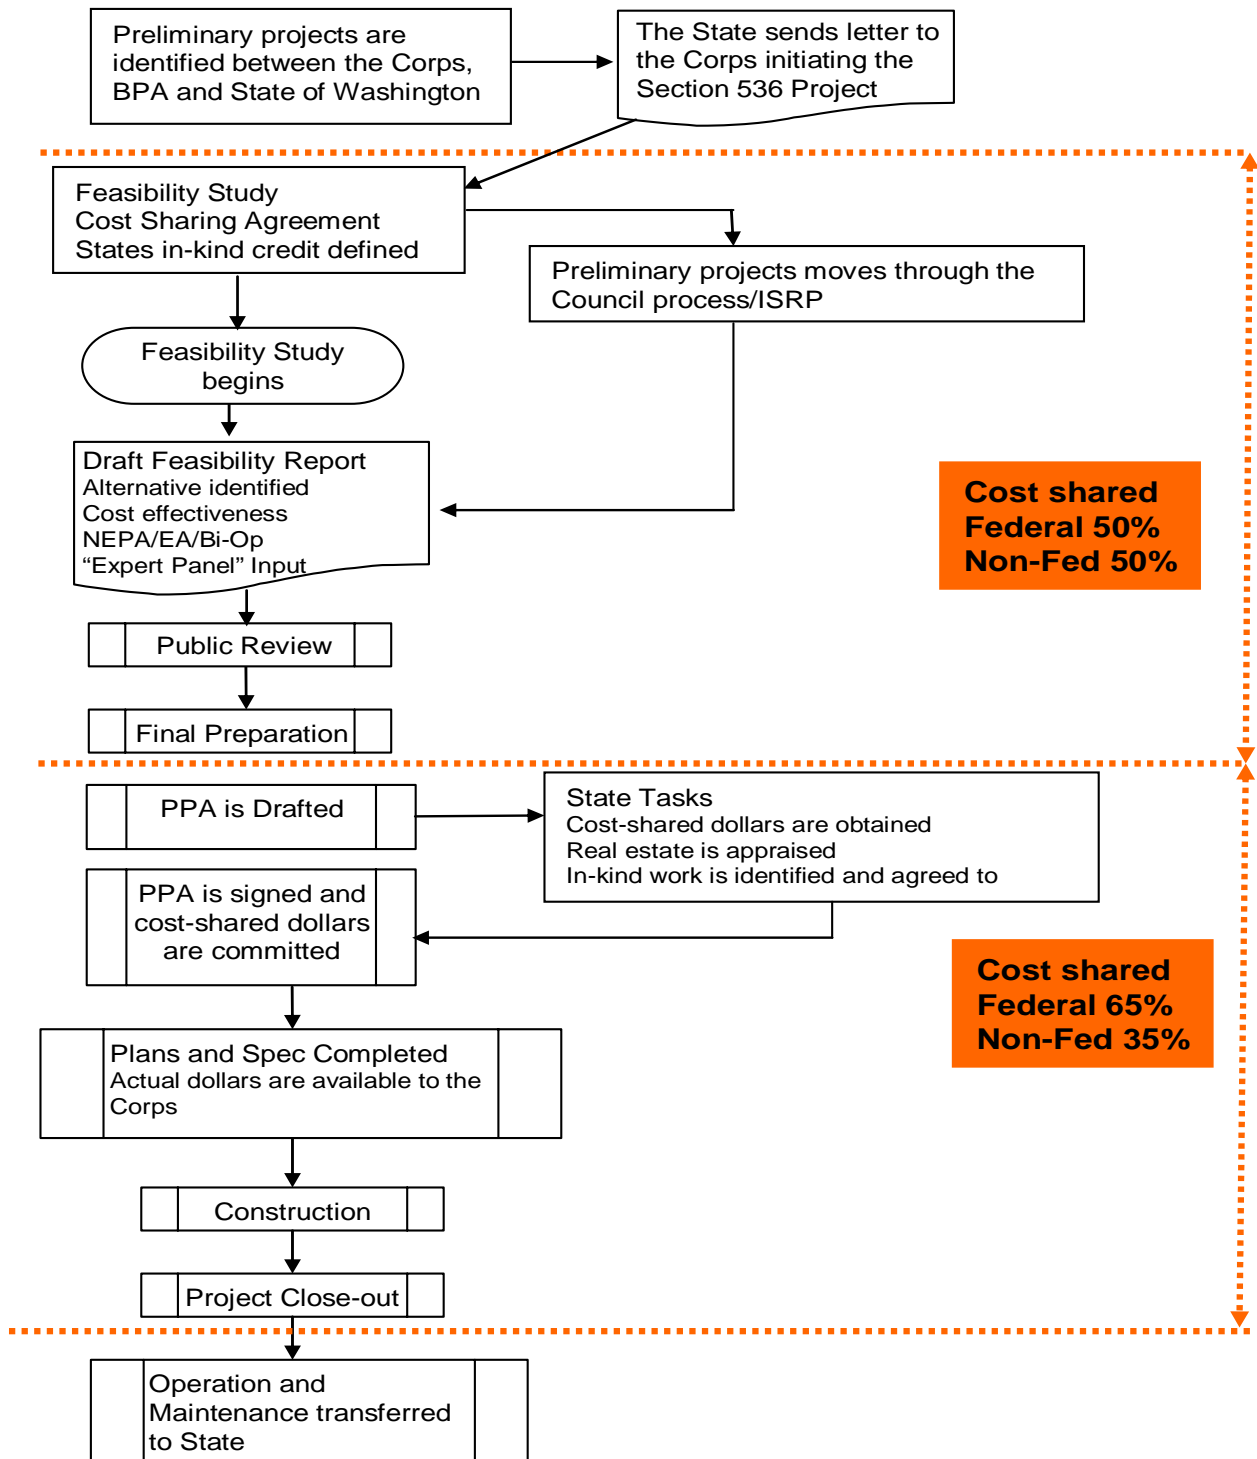 Preliminary projects are
identified between the Corps,
BPA and State of Washington
The State sends letter to
the Corps initiating the
Section 536 Project
Feasibility Study
Cost Sharing Agreement
States in-kind credit defined
Preliminary projects moves through the
Council process/ISRP
Feasibility Study
begins
Draft Feasibility Report
Alternative identified
Cost effectiveness
NEPA/EA/Bi-Op
“Expert Panel” Input
Cost shared
Federal 50%
Non-Fed 50%
Public Review
Final Preparation
PPA is Drafted
State Tasks
Cost-shared dollars are obtained
Real estate is appraised
In-kind work is identified and agreed to
PPA is signed and
cost-shared dollars
are committed
Cost shared
Federal 65%
Non-Fed 35%
Plans and Spec Completed
Actual dollars are available to the
Corps
Construction
Project Close-out
Operation and
Maintenance transferred
to State